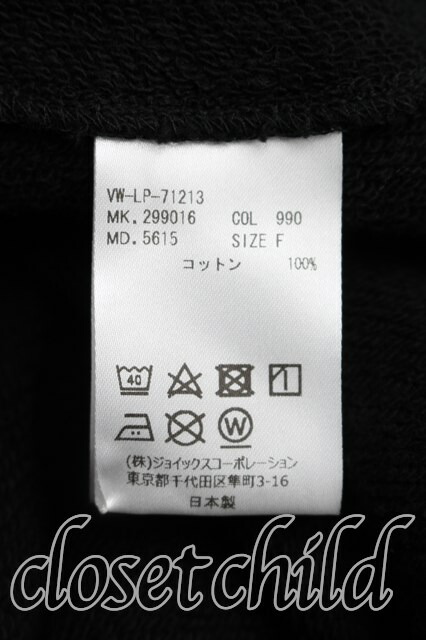 VW-LP-71213
MK. 299016 COL 990
MD. 5615 SIZE F
コットン 100%
40
W
(株)ジョイックスコーポレーション
東京都千代田区隼町3-16
日本製
closet child